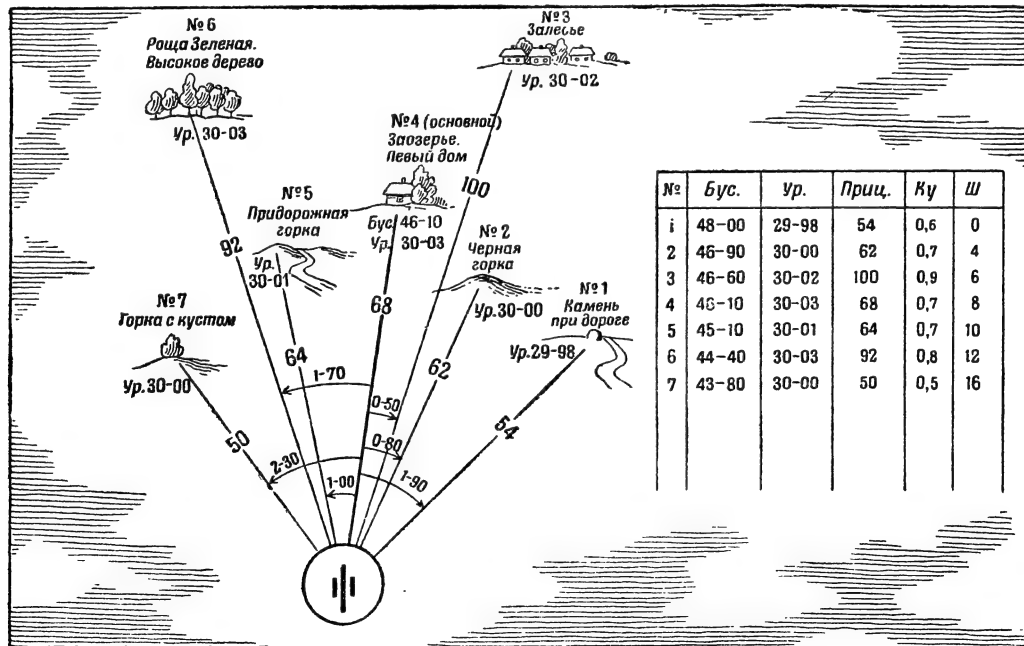 №6
Роща Зеленая.
Высокое дерево
Ур. 30-03
№3
Залесье
Ур. 30-02
№4 (основной)
Заозерье.
Левый дом
Бус. 46-10
Ур. 30-03
№5
Придорожная
горка
Ур.
30-01
№2
Черная
горка
Ур. 30-00
№1
Камень
при дороге
Ур. 29-98
№7
Горка с кустом
Ур. 30-00
92
100
68
64
62
50
54
1-70
0-50
0-80
2-30
1-00
1-90
№ Бус. Ур. Приц. Ку Ш
1 48-00 29-98 54 0,6 0
2 46-90 30-00 62 0,7 4
3 46-60 30-02 100 0,9 6
4 46-10 30-03 68 0,7 8
5 45-10 30-01 64 0,7 10
6 44-40 30-03 92 0,8 12
7 43-80 30-00 50 0,5 16